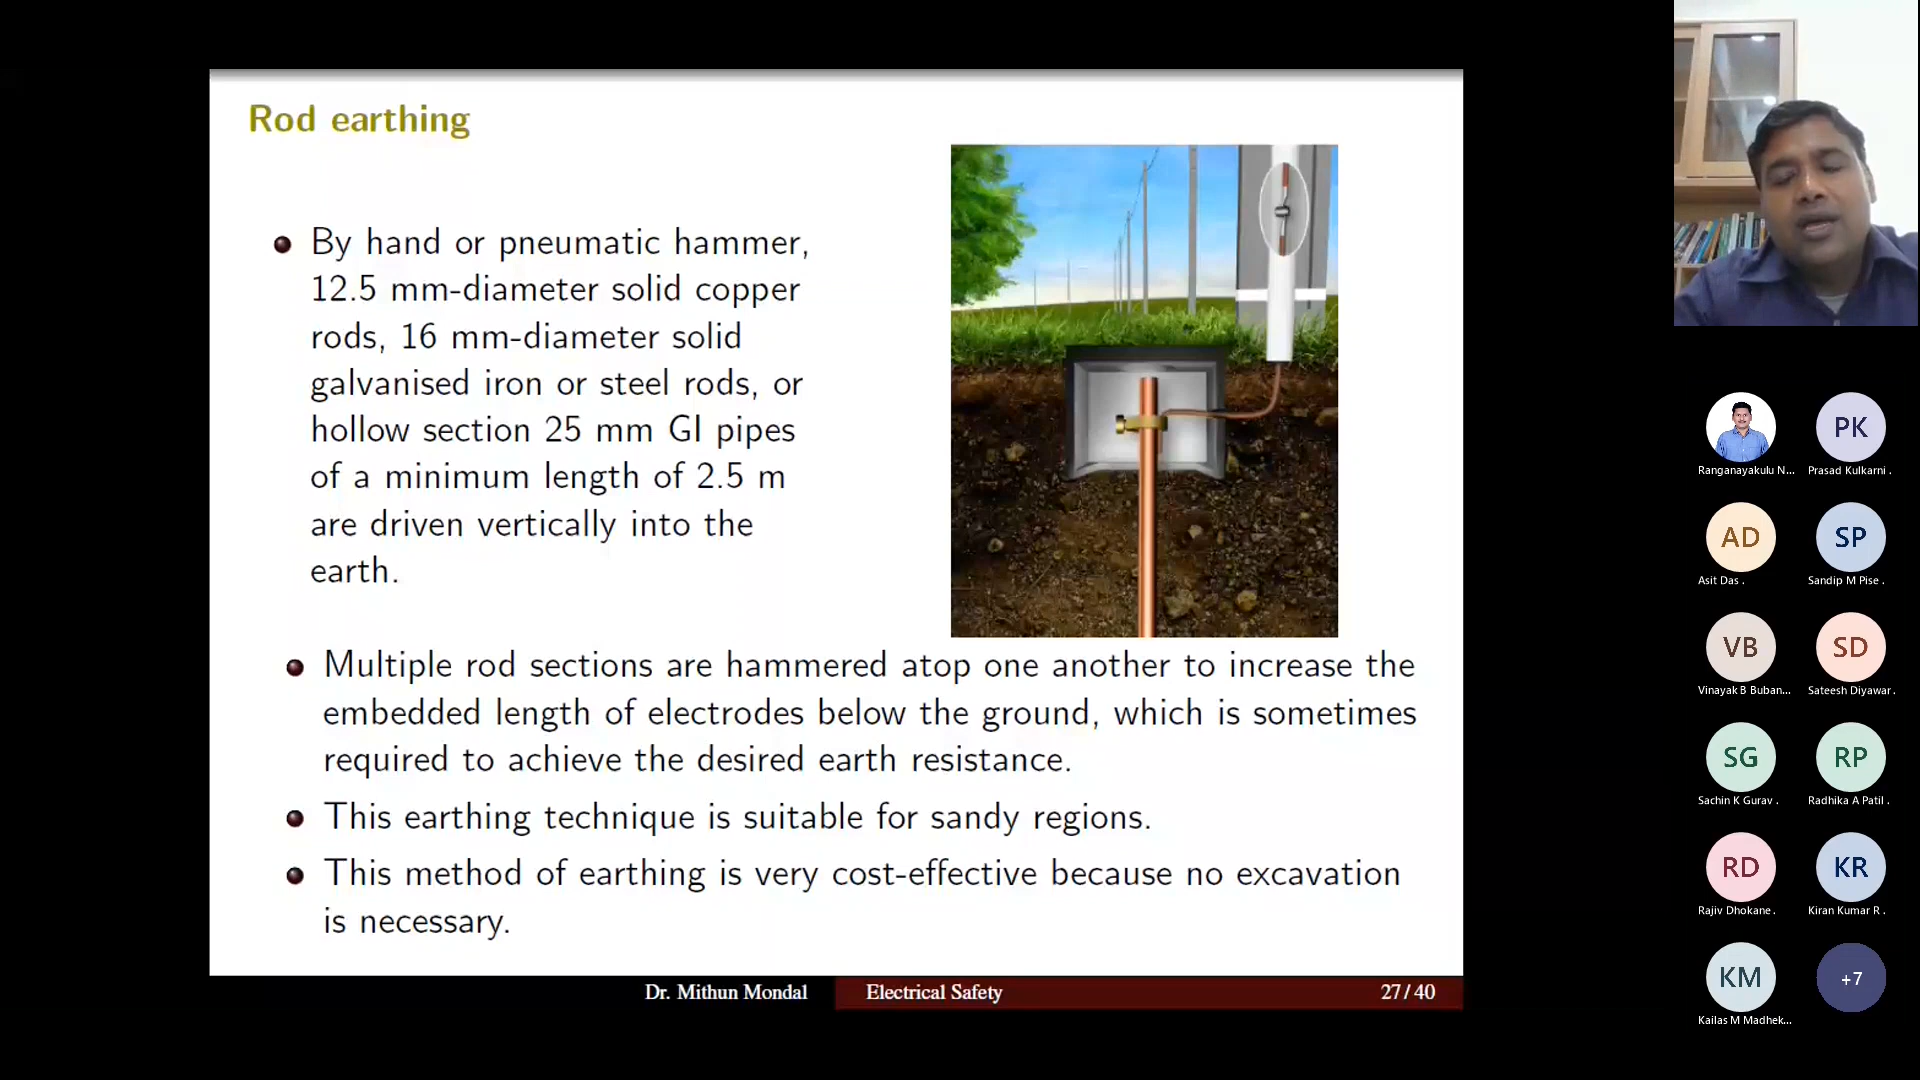 Rod earthing
By hand or pneumatic hammer,
12.5 mm-diameter solid copper
rods, 16 mm-diameter solid
galvanised iron or steel rods, or
hollow section 25 mm GI pipes
of a minimum length of 2.5 m
are driven vertically into the
earth.
Multiple rod sections are hammered atop one another to increase the
embedded length of electrodes below the ground, which is sometimes
required to achieve the desired earth resistance.
This earthing technique is suitable for sandy regions.
This method of earthing is very cost-effective because no excavation
is necessary.
Dr. Mithun Mondal
Electrical Safety
27/40
Ranganayakulu N...
PK
Prasad Kulkarni .
AD
Asit Das .
SP
Sandip M Pise .
VB
Vinayak B Buban...
SD
Sateesh Diyawar .
SG
Sachin K Gurav .
RP
Radhika A Patil .
RD
Rajiv Dhokane .
KR
Kiran Kumar R .
KM
Kailas M Madhek...
+7